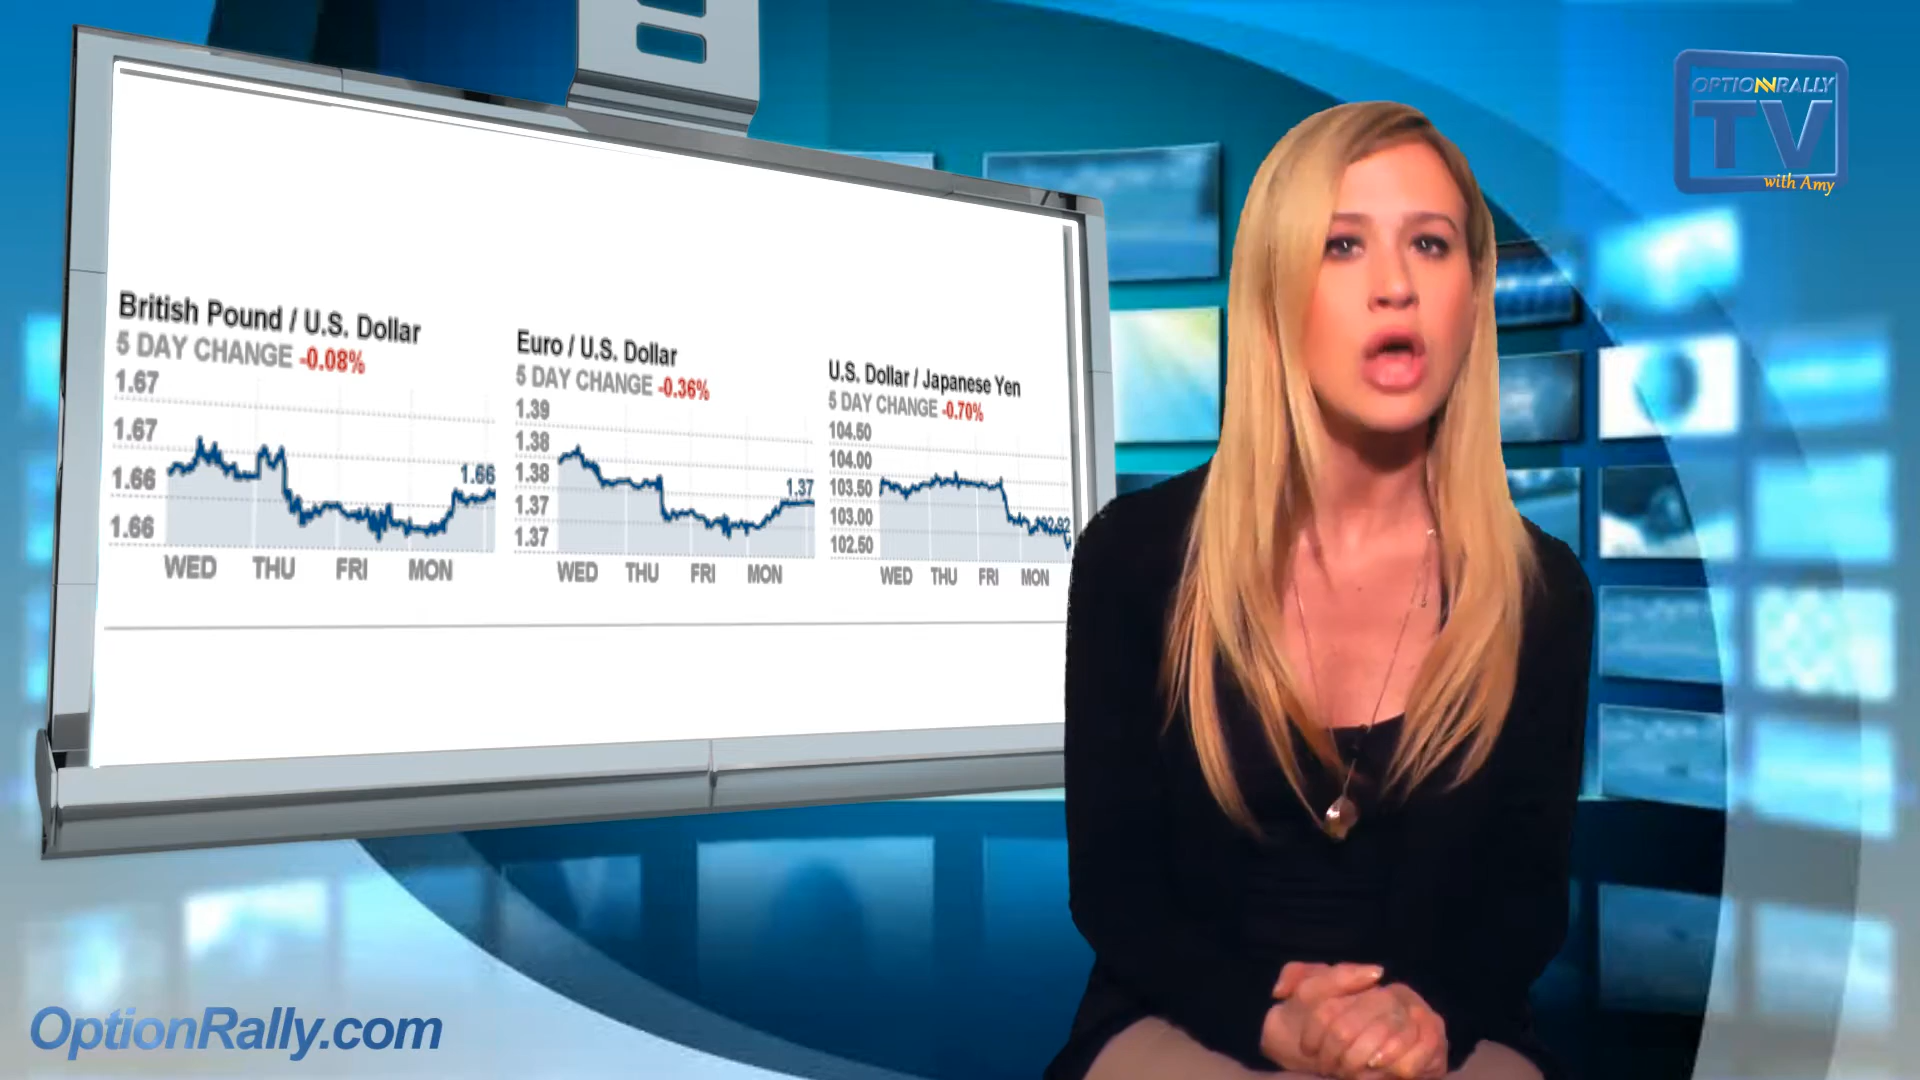 OPTIONRALLY
TV
with Amy
British Pound / U.S. Dollar
5 DAY CHANGE -0.08%
1.67
1.67
1.66
1.66
1.66
WED THU FRI MON
Euro / U.S. Dollar
5 DAY CHANGE -0.36%
1.39
1.38
1.38
1.37
1.37
1.37
WED THU FRI MON
U.S. Dollar / Japanese Yen
5 DAY CHANGE -0.70%
104.50
104.00
103.50
103.00
102.50
102.92
WED THU FRI MON
OptionRally.com